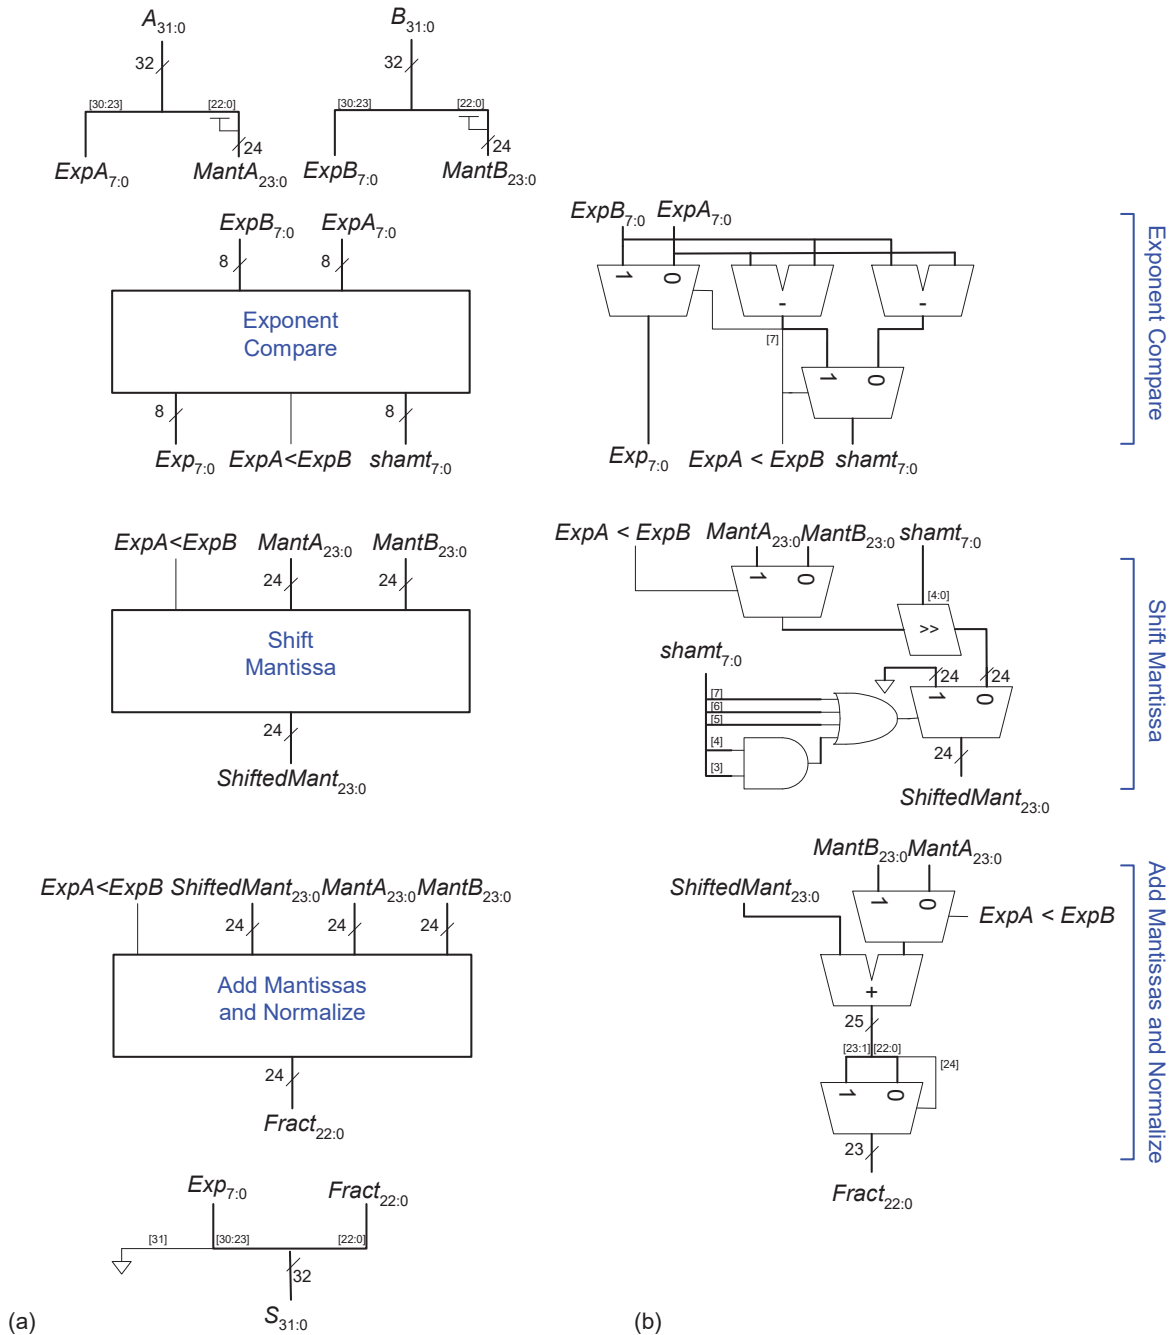 A31:0
B31:0
32
32
[30:23]
[22:0]
[30:23]
[22:0]
24
24
ExpA7:0
MantA23:0
ExpB7:0
MantB23:0
ExpB7:0
ExpA7:0
8
8
Exponent
Compare
8
8
Exp7:0
ExpA<ExpB
shamt7:0
ExpA<ExpB
MantA23:0
MantB23:0
24
24
Shift
Mantissa
24
ShiftedMant23:0
ExpA<ExpB
ShiftedMant23:0
MantA23:0
MantB23:0
24
24
24
Add Mantissas
and Normalize
24
Fract22:0
Exp7:0
Fract22:0
[31]
[30:23]
[22:0]
32
S31:0
(a)
ExpB7:0
ExpA7:0
1
0
-
-
[7]
1
0
Exp7:0
ExpA < ExpB
shamt7:0
Exponent Compare
ExpA < ExpB
MantA23:0
MantB23:0
shamt7:0
1
0
[4:0]
>>
shamt7:0
24
24
[7]
[6]
[5]
[4]
[3]
1
0
24
ShiftedMant23:0
Shift Mantissa
MantB23:0
MantA23:0
ShiftedMant23:0
1
0
ExpA < ExpB
+
25
[23:1]
[22:0]
[24]
1
0
23
Fract22:0
Add Mantissas and Normalize
(b)